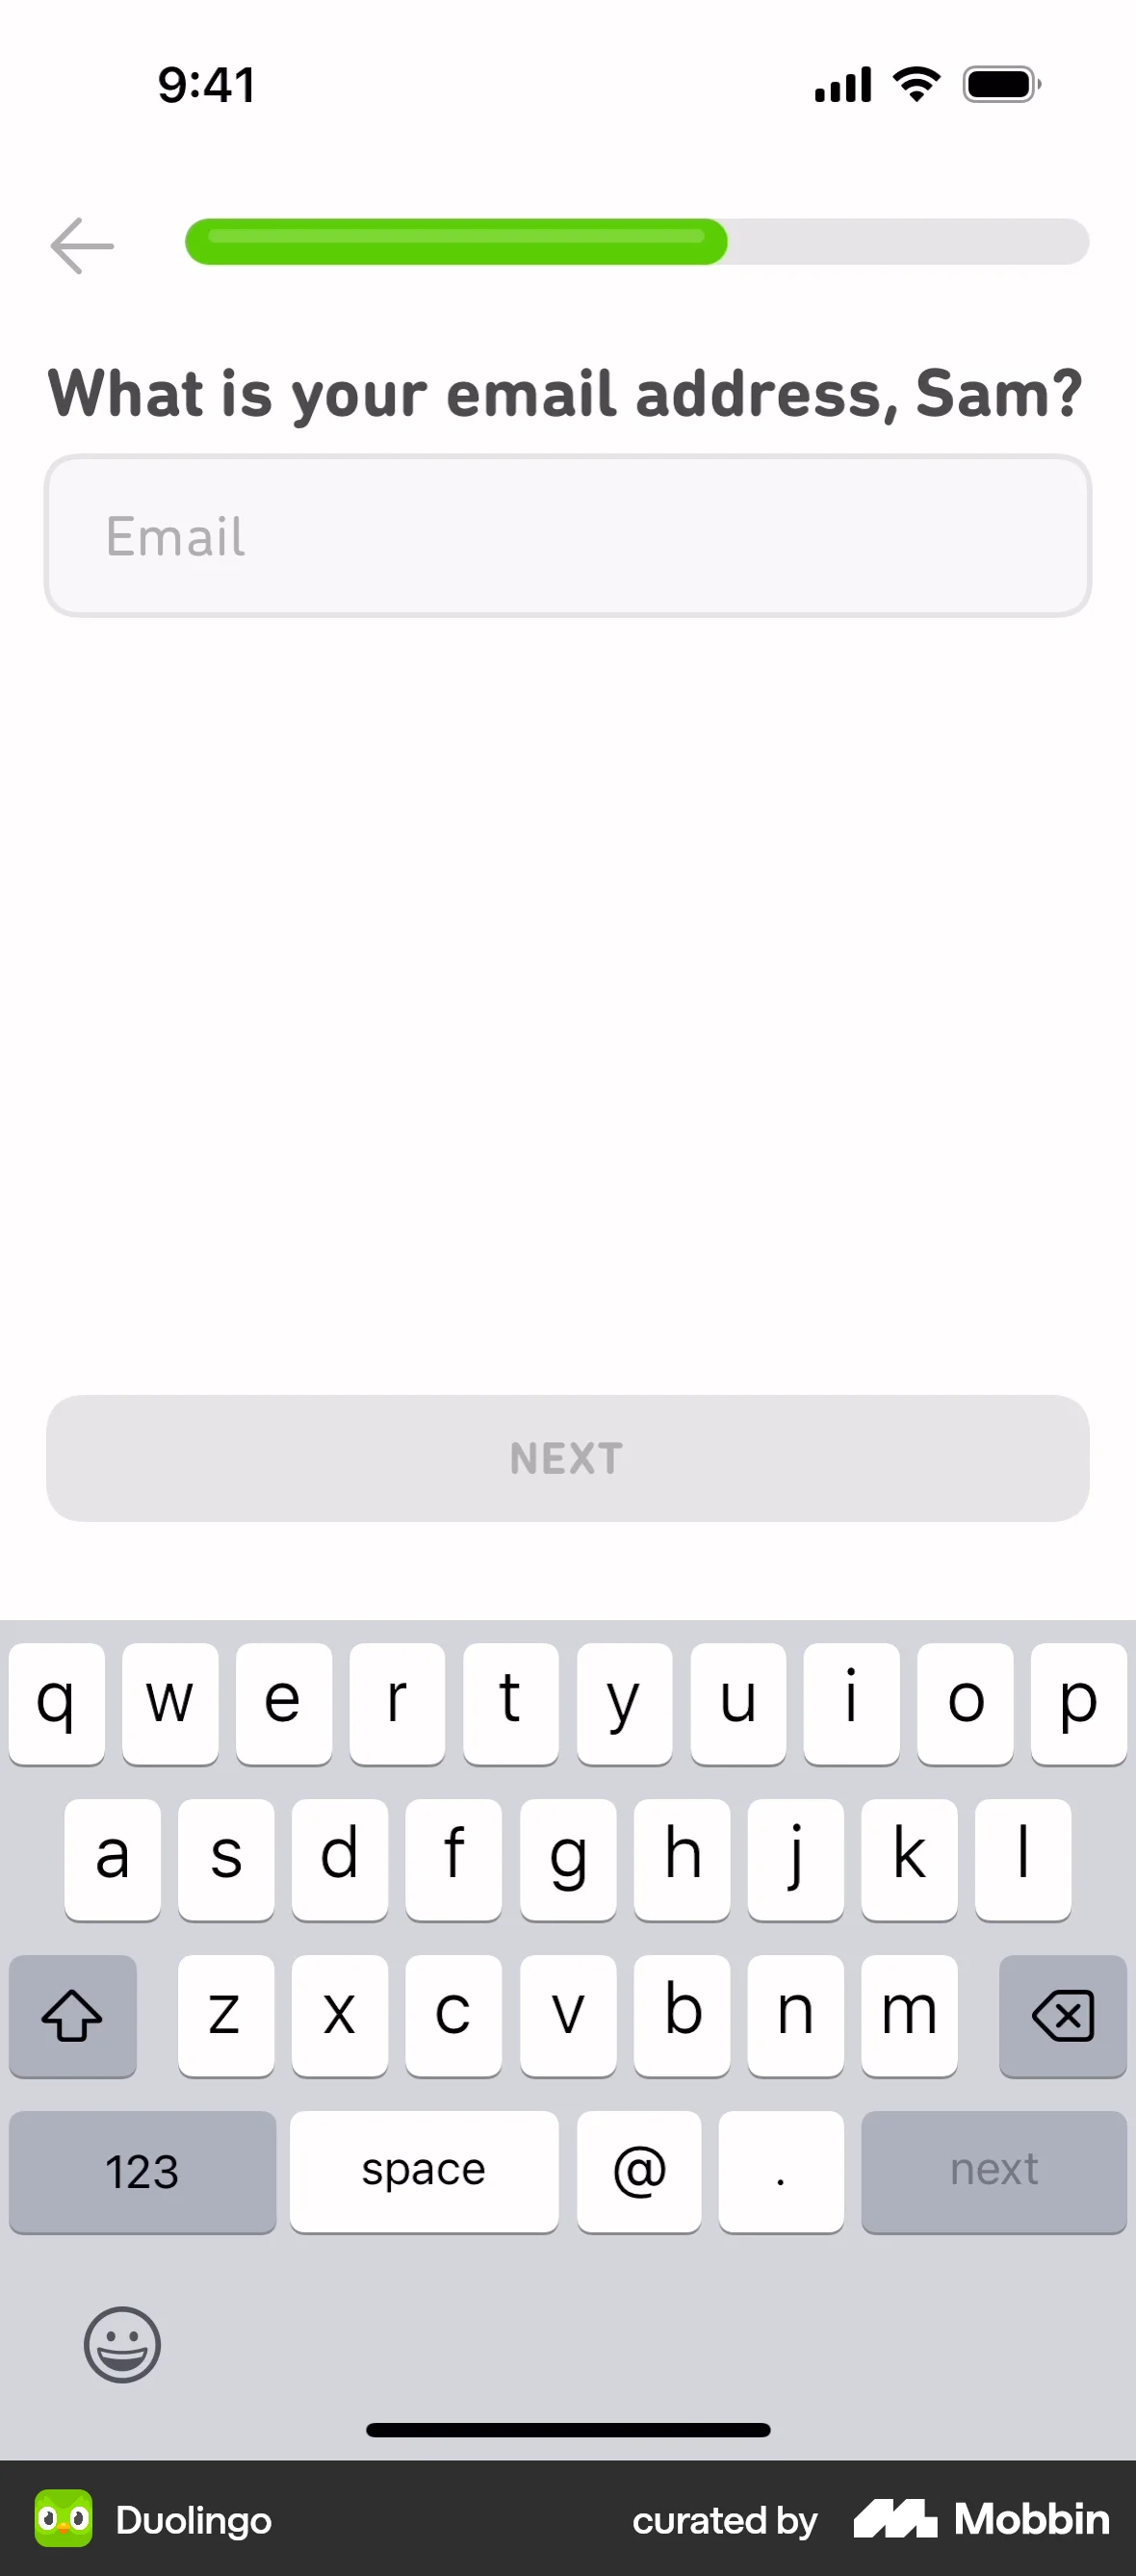 9:41
What is your email address, Sam?
Email
NEXT
q w e r t y u i o p
a s d f g h j k l
z x c v b n m
123 space @ . next
Duolingo curated by Mobbin